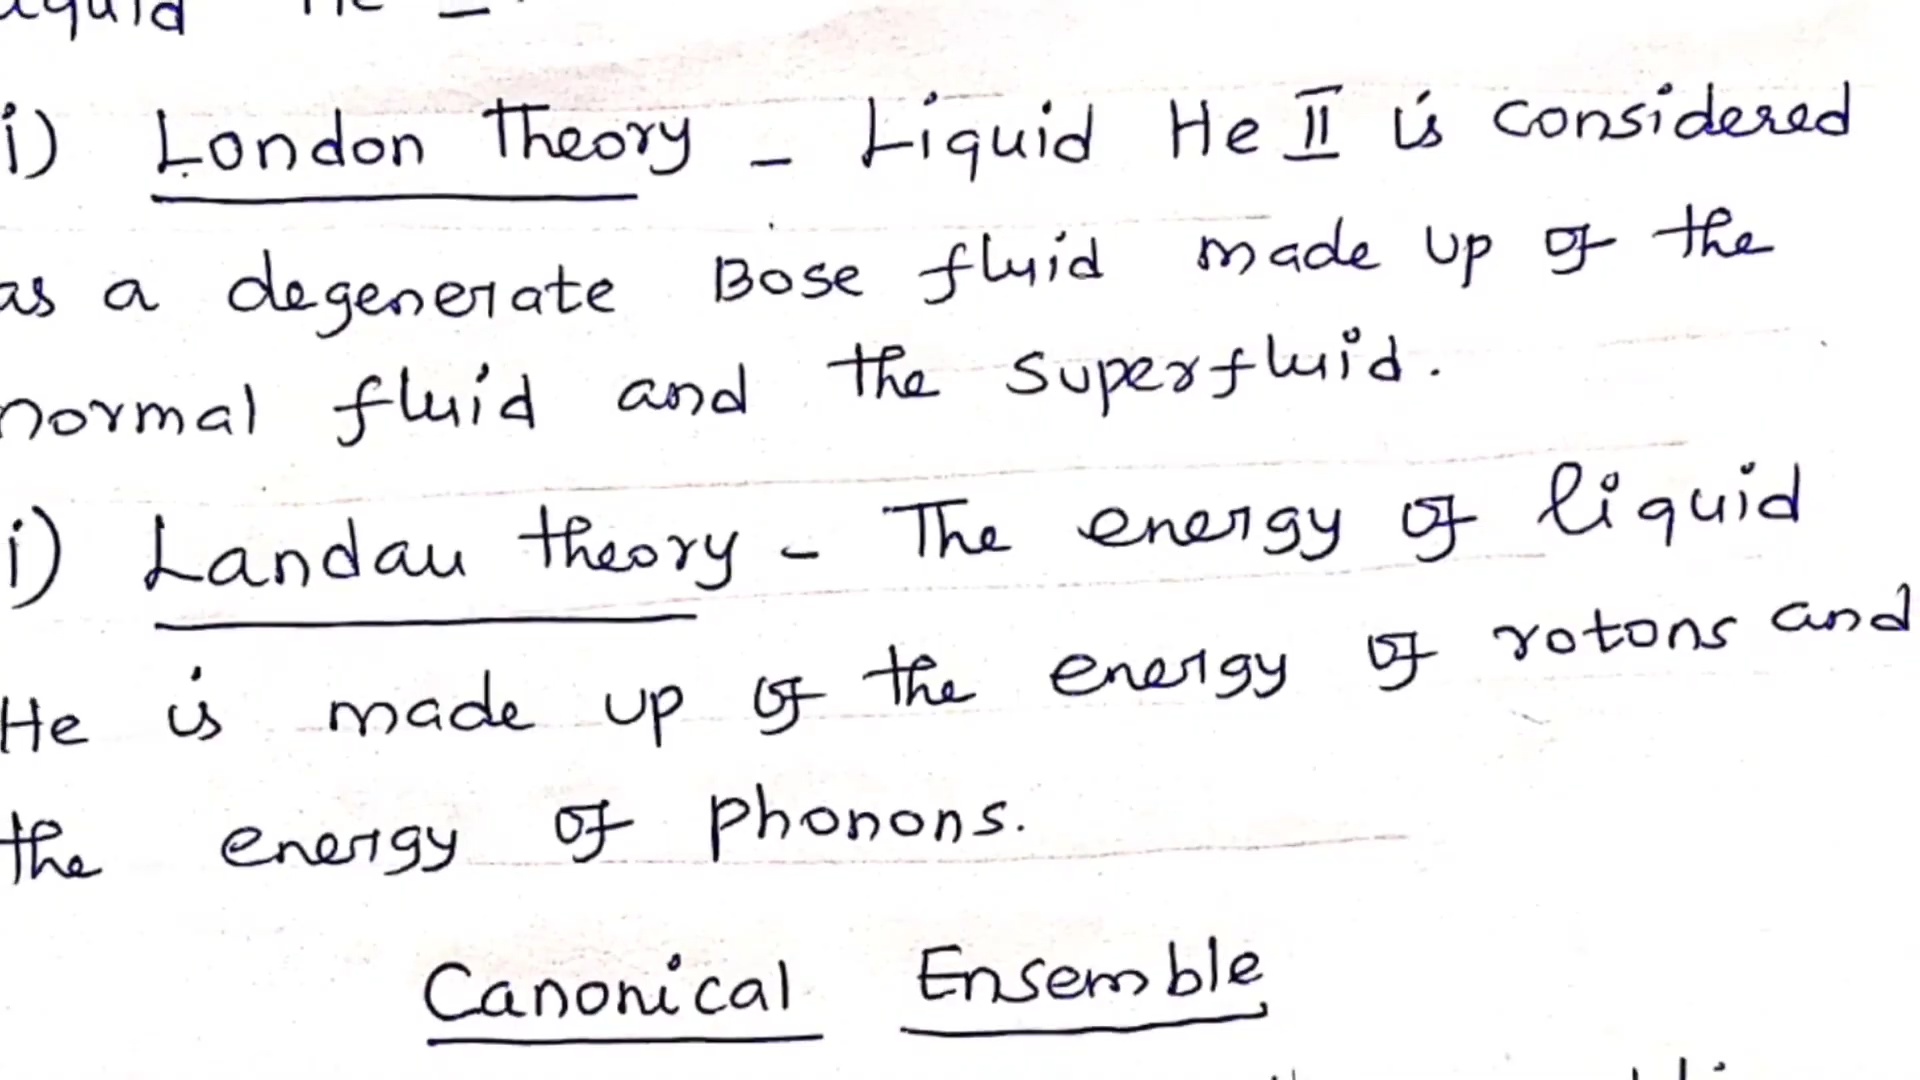 liquid He
i) London Theory - Liquid He II is considered
as a degenerate Bose fluid made up of the
normal fluid and the superfluid.
i) Landau theory - The energy of liquid
He is made up of the energy of rotons and
the energy of phonons.
Canonical Ensemble